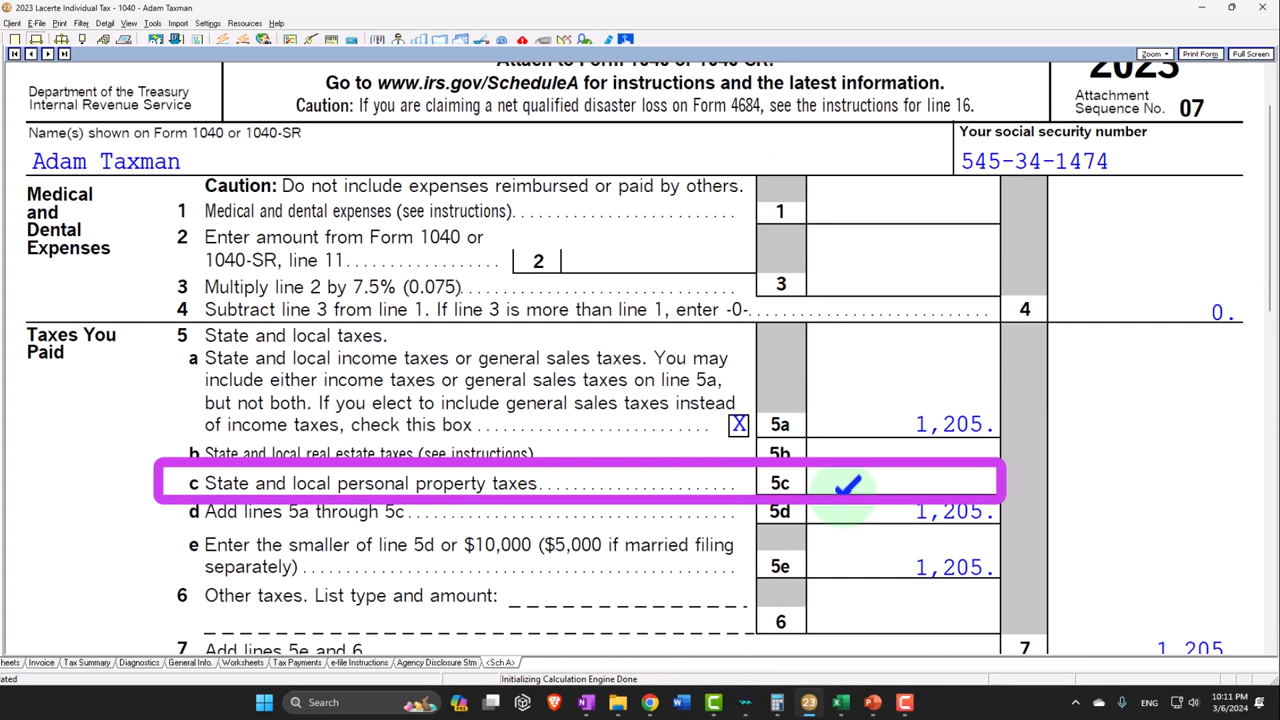 2023 Lacerte Individual Tax - 1040 - Adam Taxman
Client E-File Print Filter Detail View Tools Import Settings Resources Help
Zoom Print Form Full Screen
Attach to Form 1040 or 1040-SR.
Go to www.irs.gov/ScheduleA for instructions and the latest information.
Caution: If you are claiming a net qualified disaster loss on Form 4684, see the instructions for line 16.
Department of the Treasury
Internal Revenue Service
2023
Attachment
Sequence No. 07
Name(s) shown on Form 1040 or 1040-SR
Your social security number
Adam Taxman
545-34-1474
Medical
and
Dental
Expenses
Caution: Do not include expenses reimbursed or paid by others.
1 Medical and dental expenses (see instructions) 1
2 Enter amount from Form 1040 or
1040-SR, line 11 2
3 Multiply line 2 by 7.5% (0.075) 3
4 Subtract line 3 from line 1. If line 3 is more than line 1, enter -0- 4 0.
Taxes You
Paid
5 State and local taxes.
a State and local income taxes or general sales taxes. You may
include either income taxes or general sales taxes on line 5a,
but not both. If you elect to include general sales taxes instead
of income taxes, check this box X 5a 1,205.
b State and local real estate taxes (see instructions) 5b
c State and local personal property taxes 5c
d Add lines 5a through 5c 5d 1,205.
e Enter the smaller of line 5d or $10,000 ($5,000 if married filing
separately) 5e 1,205.
6 Other taxes. List type and amount:
6
7 Add lines 5e and 6 7 1,205
heets Invoice Tax Summary Diagnostics General Info. Worksheets Tax Payments e-file Instructions Agency Disclosure Stm <Sch A>
lated Initializing Calculation Engine Done
Search
23
ENG
10:11 PM
3/6/2024